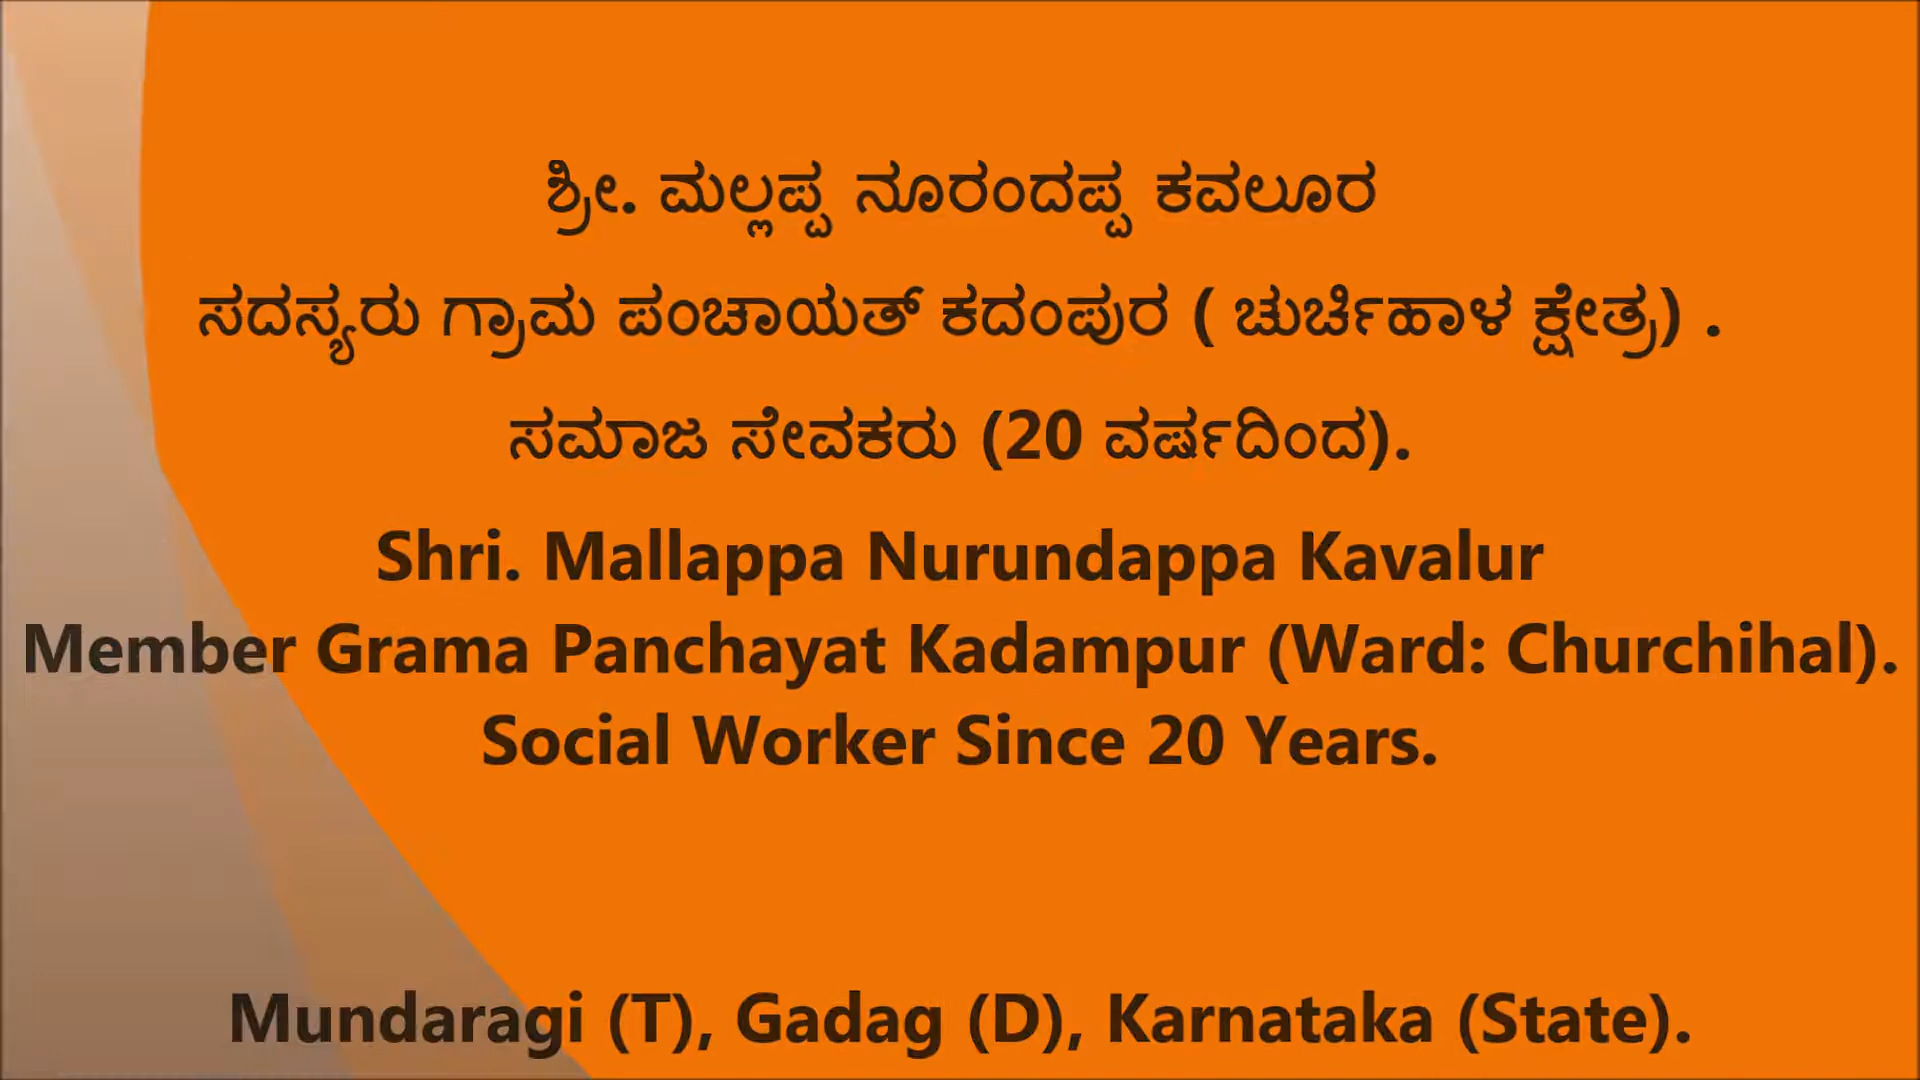 ಶ್ರೀ. ಮಲ್ಲಪ್ಪ ನೂರಂದಪ್ಪ ಕವಲೂರ
ಸದಸ್ಯರು ಗ್ರಾಮ ಪಂಚಾಯತ್ ಕದಂಪುರ ( ಚುರ್ಚಿಹಾಳ ಕ್ಷೇತ್ರ) .
ಸಮಾಜ ಸೇವಕರು (20 ವರ್ಷದಿಂದ).
Shri. Mallappa Nurundappa Kavalur
Member Grama Panchayat Kadampur (Ward: Churchihal).
Social Worker Since 20 Years.
Mundaragi (T), Gadag (D), Karnataka (State).